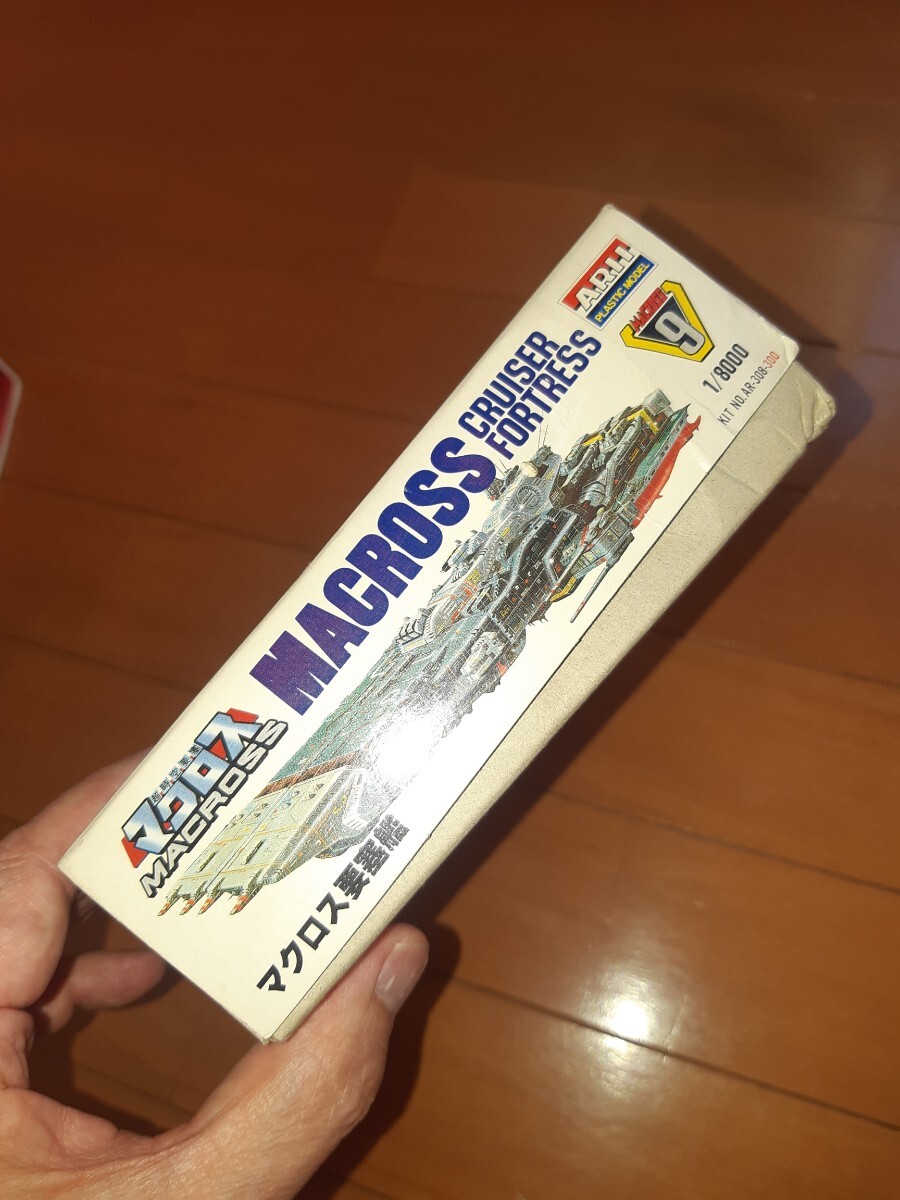 超時空要塞
マクロス
MACROSS
MACROSS CRUISER
FORTRESS
マクロス要塞艦
ARII
PLASTIC MODEL
MACROSS
9
1/8000
KIT NO. AR-308-300